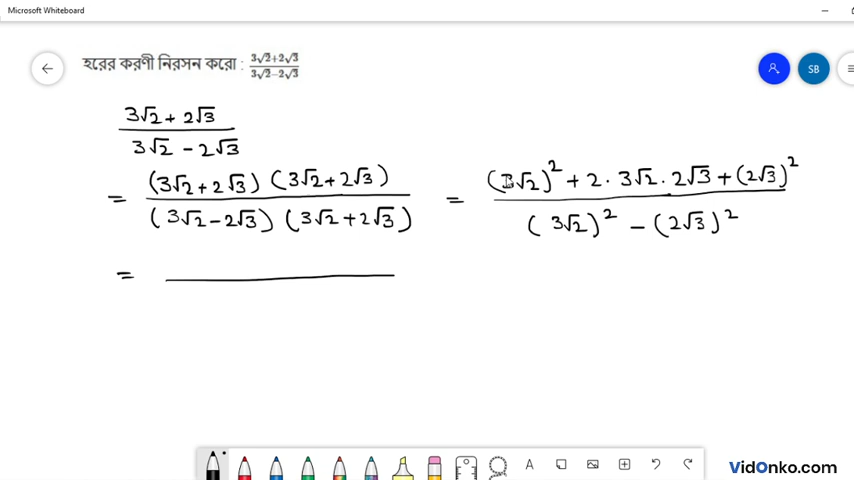 Microsoft Whiteboard
হরের করণী নিরসন করো : (3√2+2√3)/(3√2−2√3)
SB
(3√2 + 2√3)/(3√2 − 2√3)
= ((3√2 + 2√3) (3√2 + 2√3))/((3√2 − 2√3) (3√2 + 2√3)) = ((3√2)² + 2 · 3√2 · 2√3 + (2√3)²)/((3√2)² − (2√3)²)
=
A
VidOnko.com